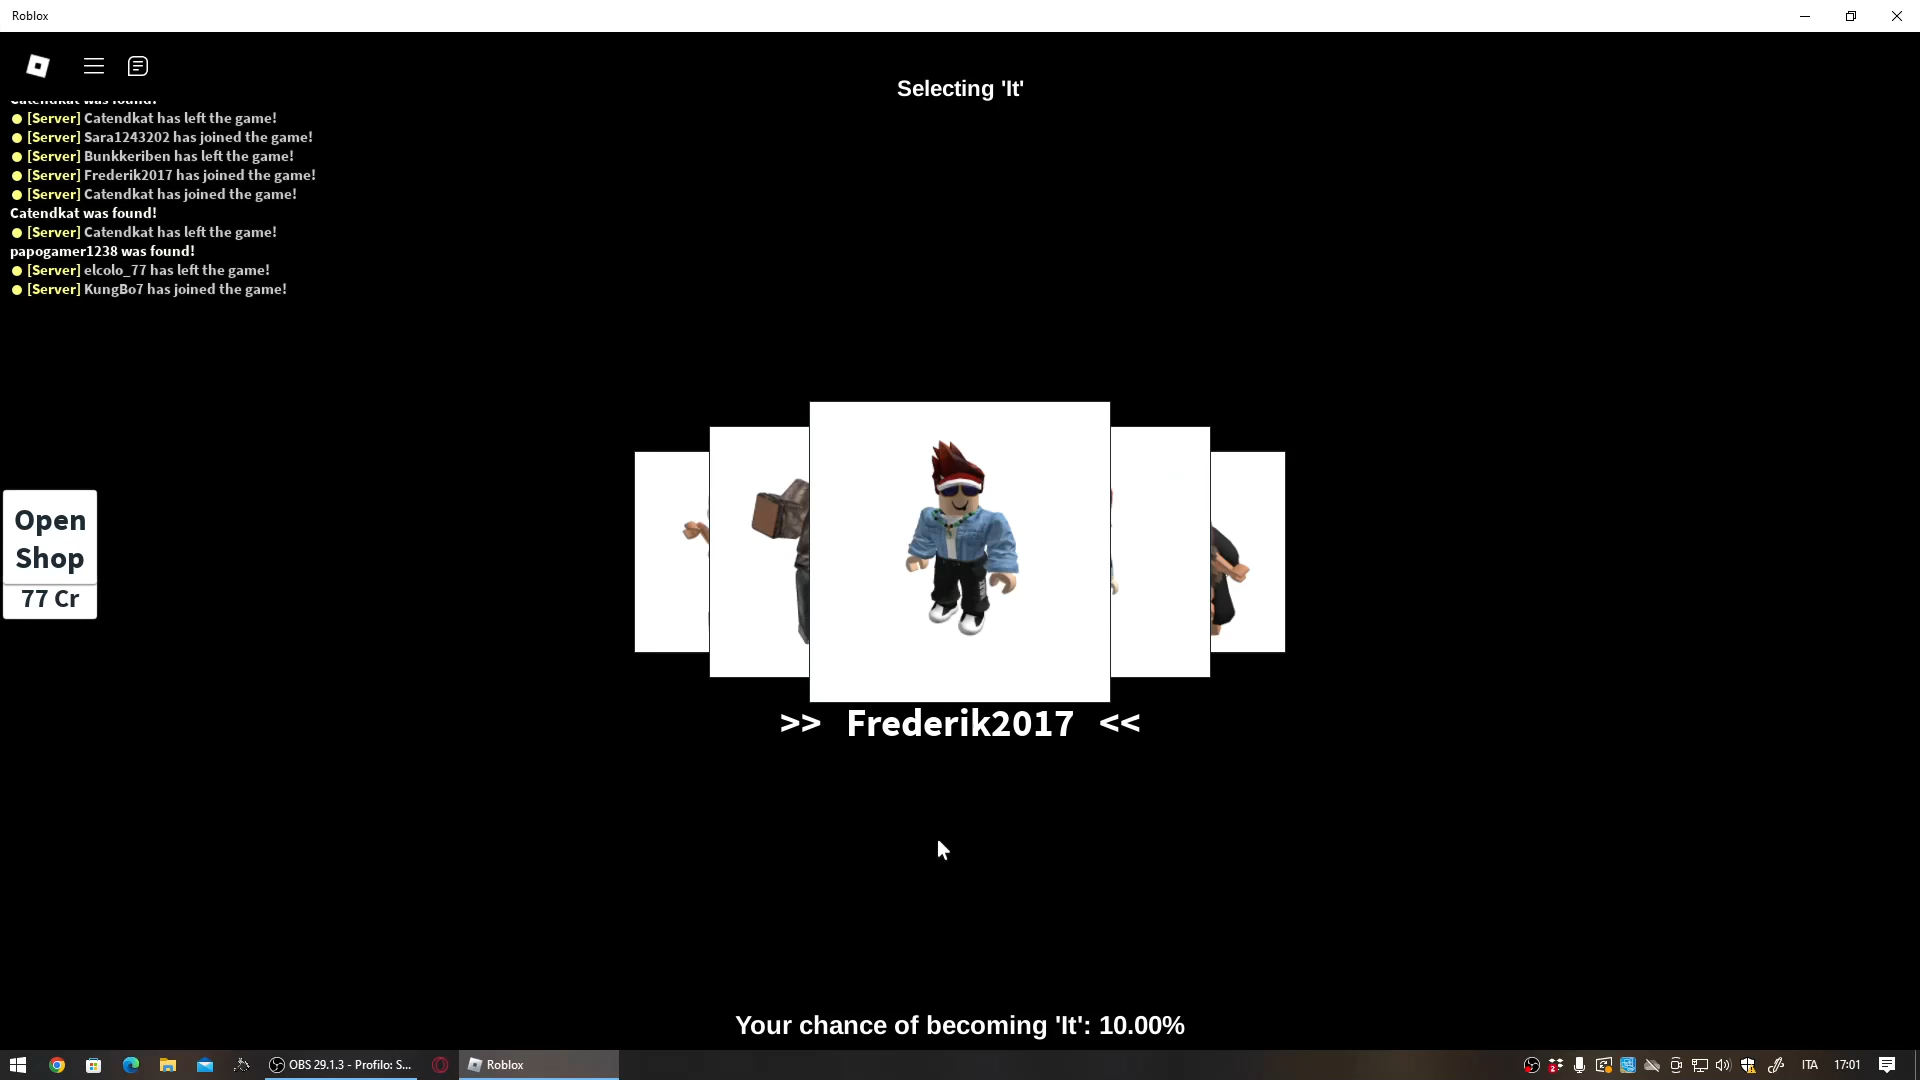 Roblox
Selecting 'It'
Catendkat was found!
[Server] Catendkat has left the game!
[Server] Sara1243202 has joined the game!
[Server] Bunkkeriben has left the game!
[Server] Frederik2017 has joined the game!
[Server] Catendkat has joined the game!
Catendkat was found!
[Server] Catendkat has left the game!
papogamer1238 was found!
[Server] elcolo_77 has left the game!
[Server] KungBo7 has joined the game!
Open
Shop
77 Cr
>> Frederik2017 <<
Your chance of becoming 'It': 10.00%
OBS 29.1.3 - Profilo: S...
Roblox
2
ITA
17:01